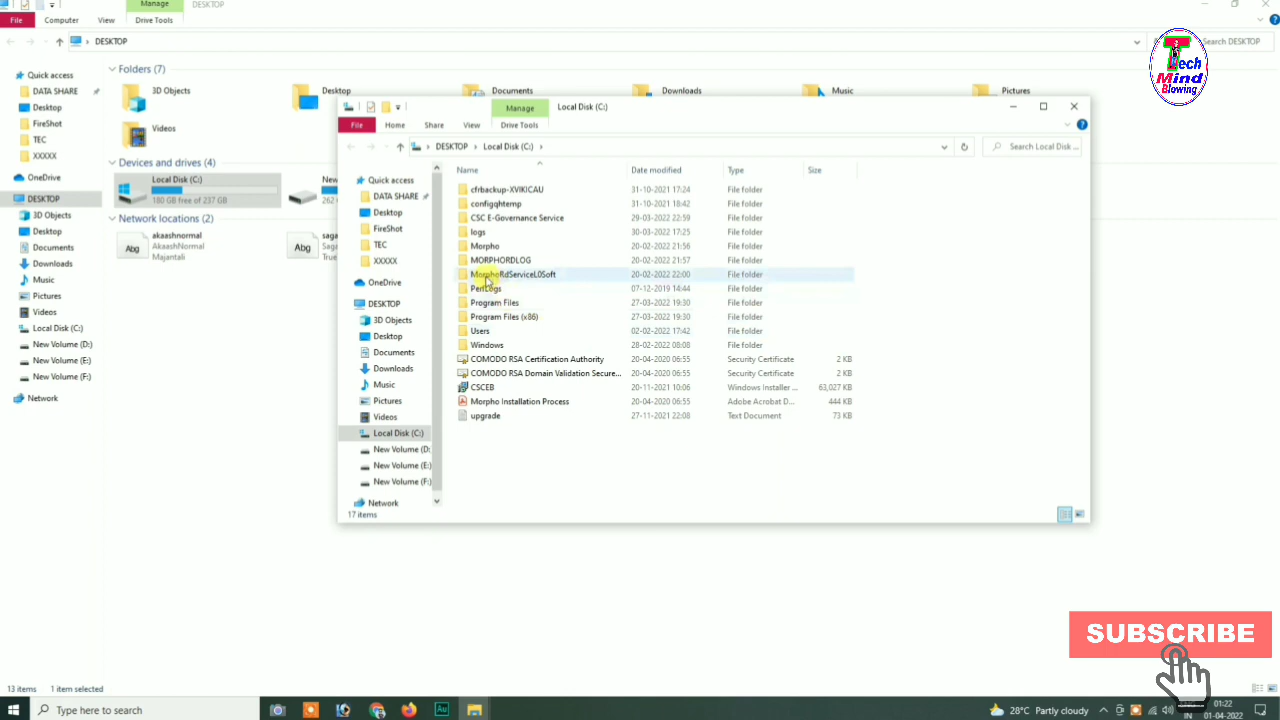 Manage
DESKTOP
File
Computer
View
Drive Tools
DESKTOP
Search DESKTOP
Quick access
DATA SHARE
Desktop
FireShot
TEC
XXXXX
OneDrive
DESKTOP
3D Objects
Desktop
Documents
Downloads
Music
Pictures
Videos
Local Disk (C:)
New Volume (D:)
New Volume (E:)
New Volume (F:)
Network
Folders (7)
3D Objects
Desktop
Documents
Downloads
Music
Pictures
Videos
Devices and drives (4)
Local Disk (C:)
180 GB free of 237 GB
New
262
Network locations (2)
Abg
akaashNormal
AkaashNormal
Majantali
Abg
saga
Saga
True
Manage
Local Disk (C:)
File
Home
Share
View
Drive Tools
DESKTOP
Local Disk (C:)
Search Local Disk ...
Quick access
DATA SHARE
Desktop
FireShot
TEC
XXXXX
OneDrive
DESKTOP
3D Objects
Desktop
Documents
Downloads
Music
Pictures
Videos
Local Disk (C:)
New Volume (D:
New Volume (E:)
New Volume (F:)
Network
Name Date modified Type Size
cfrbackup-XVIKICAU 31-10-2021 17:24 File folder
configqhtemp 31-10-2021 18:42 File folder
CSC E-Governance Service 29-03-2022 22:59 File folder
logs 30-03-2022 17:25 File folder
Morpho 20-02-2022 21:56 File folder
MORPHORDLOG 20-02-2022 21:57 File folder
MorphoRdServiceL0Soft 20-02-2022 22:00 File folder
PerfLogs 07-12-2019 14:44 File folder
Program Files 27-03-2022 19:30 File folder
Program Files (x86) 27-03-2022 19:30 File folder
Users 02-02-2022 17:42 File folder
Windows 28-02-2022 08:08 File folder
COMODO RSA Certification Authority 20-04-2020 06:55 Security Certificate 2 KB
COMODO RSA Domain Validation Secure... 20-04-2020 06:55 Security Certificate 2 KB
CSCEB 20-11-2021 10:06 Windows Installer ... 63,027 KB
Morpho Installation Process 20-04-2020 06:55 Adobe Acrobat D... 444 KB
upgrade 27-11-2021 22:08 Text Document 73 KB
17 items
Tech
Mind
Blowing
SUBSCRIBE
13 items 1 item selected
Type here to search
Au
28°C Partly cloudy
IN
01:22
01-04-2022